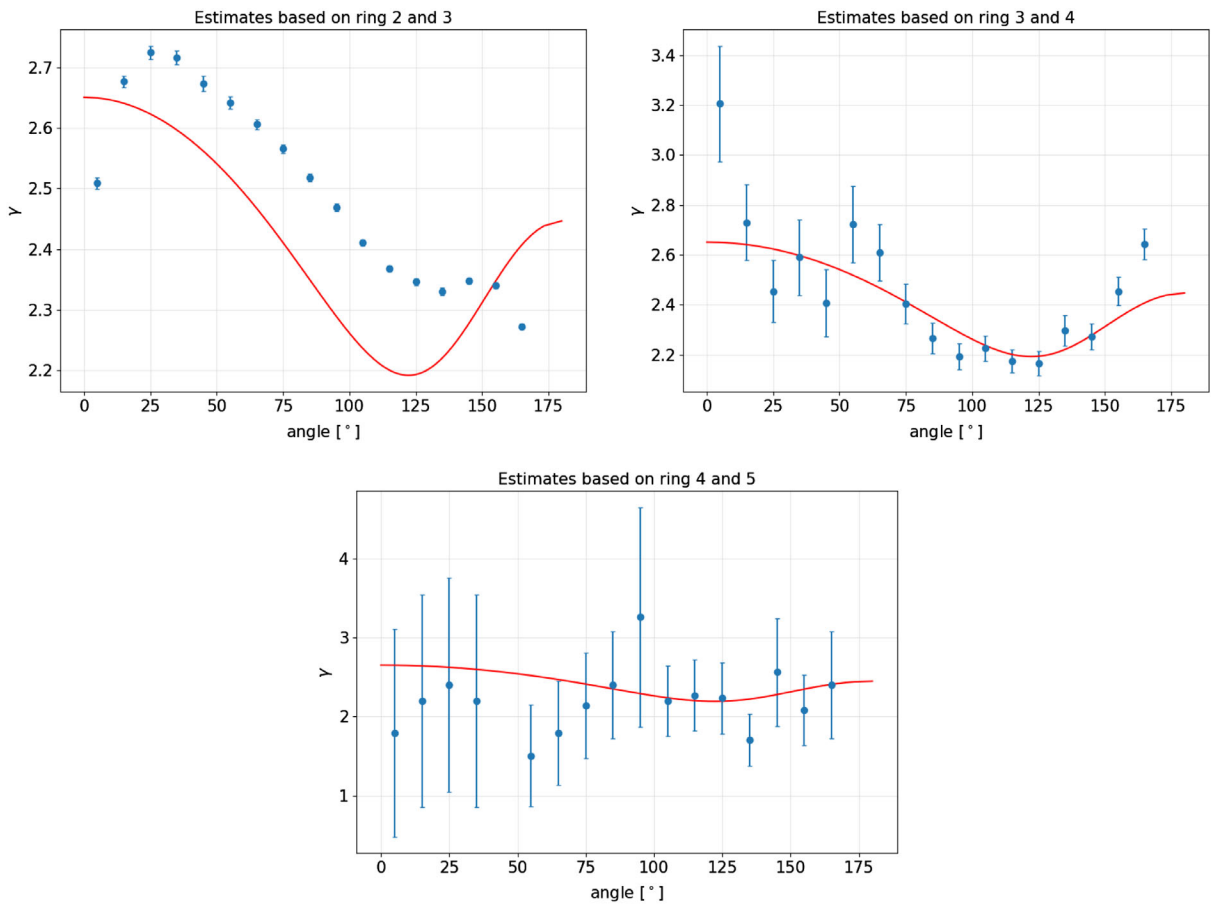 Estimates based on ring 2 and 3
2.7
2.6
2.5
2.4
2.3
2.2
γ
0 25 50 75 100 125 150 175
angle [°]
Estimates based on ring 3 and 4
3.4
3.2
3.0
2.8
2.6
2.4
2.2
γ
0 25 50 75 100 125 150 175
angle [°]
Estimates based on ring 4 and 5
4
3
2
1
γ
0 25 50 75 100 125 150 175
angle [°]